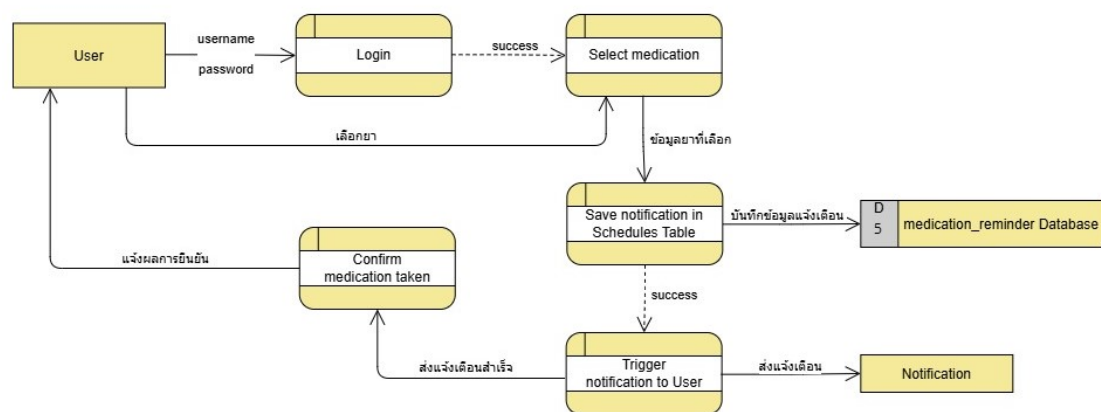 User
username
password
Login
success
Select medication
เลือกยา
ข้อมูลยาที่เลือก
Save notification in
Schedules Table
บันทึกข้อมูลแจ้งเตือน
D
5
medication_reminder Database
Confirm
medication taken
แจ้งผลการยืนยัน
success
ส่งแจ้งเตือนสำเร็จ
Trigger
notification to User
ส่งแจ้งเตือน
Notification